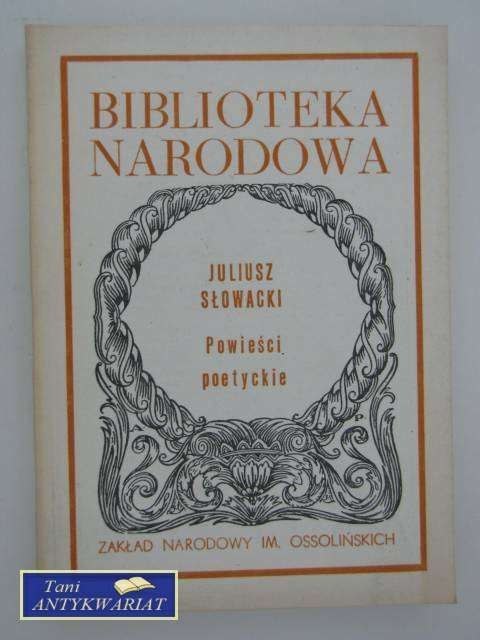 BIBLIOTEKA
NARODOWA
JULIUSZ
SŁOWACKI
Powieści
poetyckie
ZAKŁAD NARODOWY IM. OSSOLIŃSKICH
Tani
ANTYKWARIAT